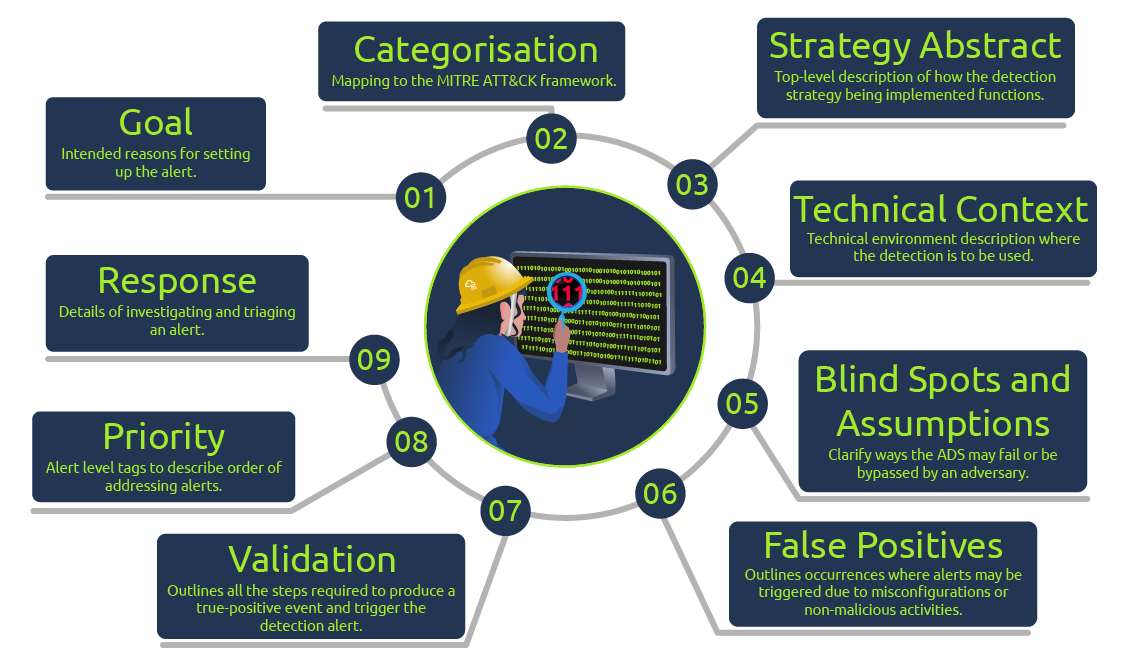 01
Goal
Intended reasons for setting
up the alert.
02
Categorisation
Mapping to the MITRE ATT&CK framework.
03
Strategy Abstract
Top-level description of how the detection
strategy being implemented functions.
04
Technical Context
Technical environment description where
the detection is to be used.
05
Blind Spots and
Assumptions
Clarify ways the ADS may fail or be
bypassed by an adversary.
06
False Positives
Outlines occurrences where alerts may be
triggered due to misconfigurations or
non-malicious activities.
07
Validation
Outlines all the steps required to produce a
true-positive event and trigger the
detection alert.
08
Priority
Alert level tags to describe order of
addressing alerts.
09
Response
Details of investigating and triaging
an alert.
111